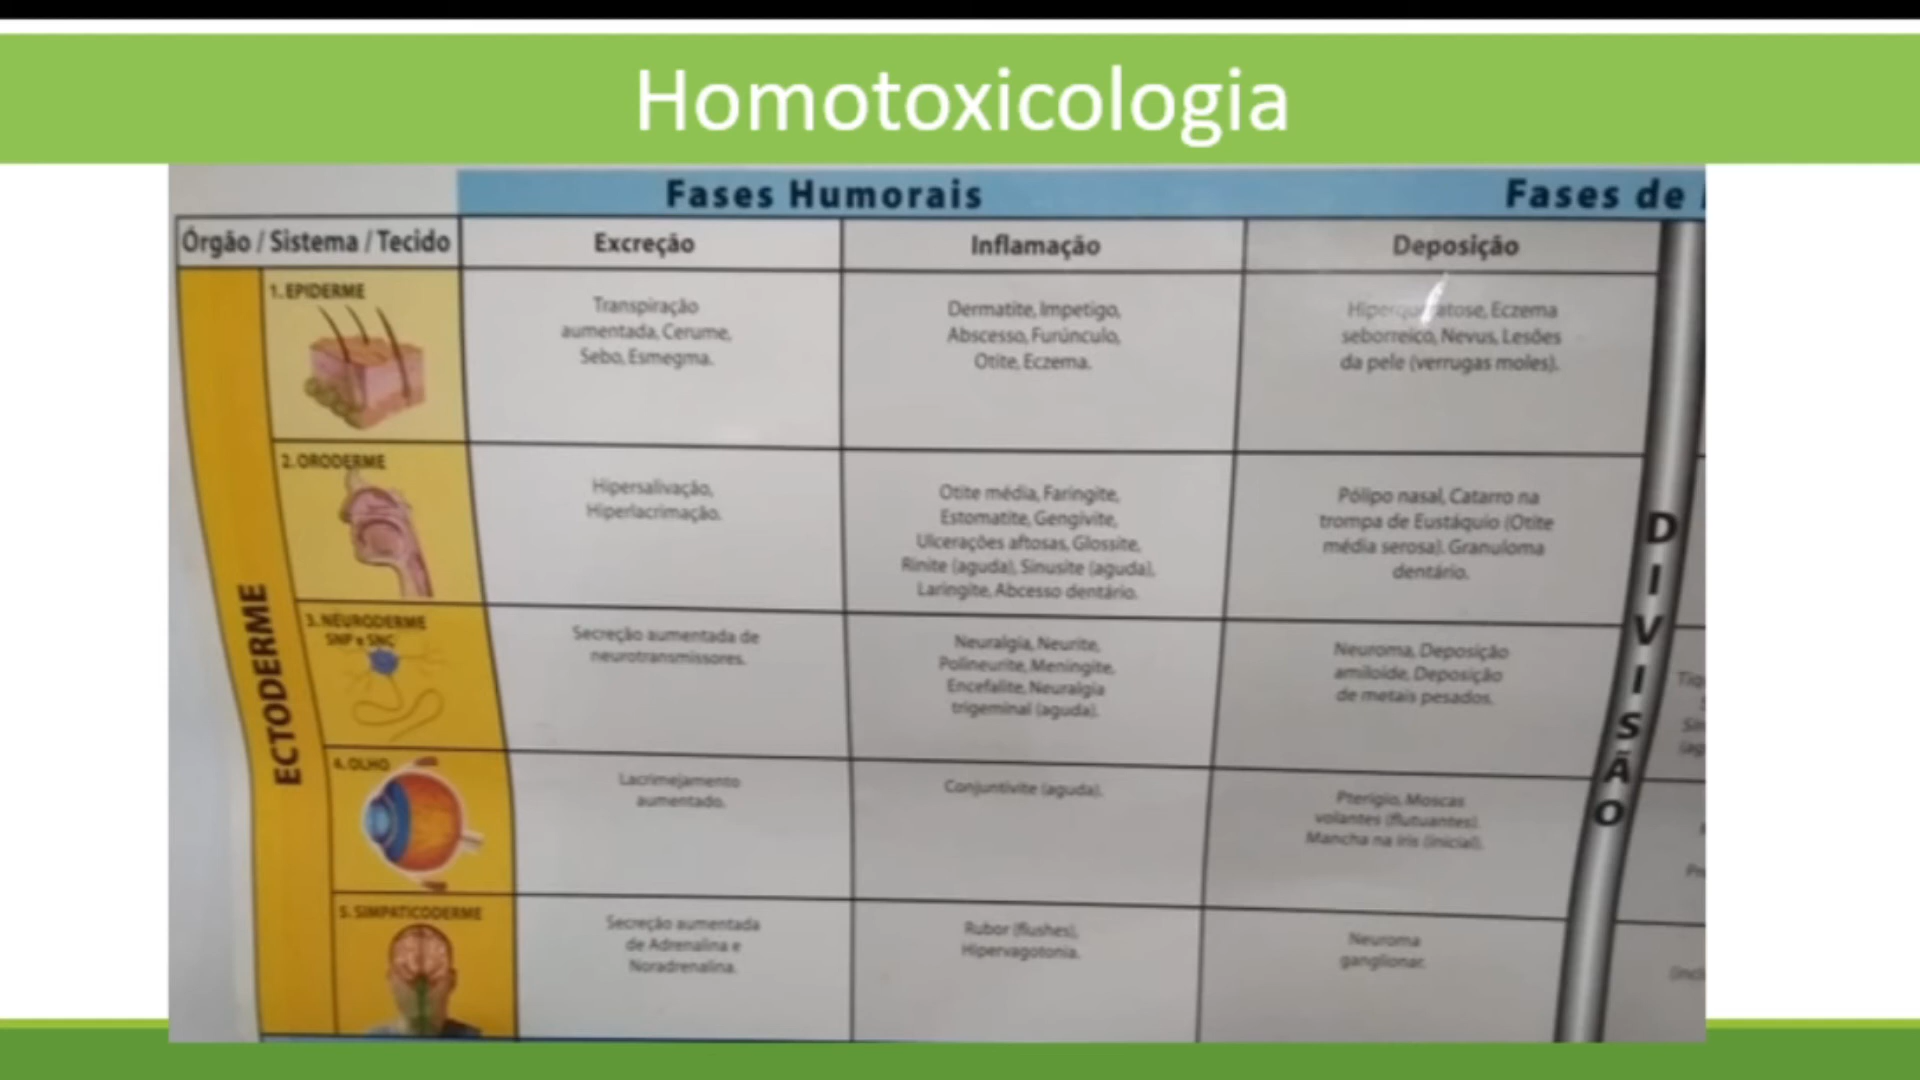 Homotoxicologia
Fases Humorais
Fases de
Órgão / Sistema / Tecido
Excreção
Inflamação
Deposição
ECTODERME
1. EPIDERME
Transpiração
aumentada, Cerume,
Sebo, Esmegma.
Dermatite, Impetigo,
Abscesso, Furúnculo,
Otite, Eczema.
Eczema
seborreico, Nevus, Lesões
da pele (verrugas moles).
2. ORODERME
Hipersalivação,
Hiperlacrimação.
Otite média, Faringite,
Estomatite, Gengivite,
Ulcerações aftosas, Glossite,
Rinite (aguda), Sinusite (aguda),
Laringite, Abcesso dentário.
Pólipo nasal, Catarro na
trompa de Eustáquio (Otite
média serosa). Granuloma
dentário.
3. NEURODERME
SNP e SNC
Secreção aumentada de
neurotransmissores.
Neuralgia, Neurite,
Polineurite, Meningite,
Encefalite, Neuralgia
trigeminal (aguda).
Neuroma, Deposição
amiloide, Deposição
de metais pesados.
4. OLHO
Lacrimejamento
aumentado.
Conjuntivite (aguda).
Pterigio, Moscas
volantes (flutuantes).
Mancha na iris (inicial).
5. SIMPATICODERME
Secreção aumentada
de Adrenalina e
Noradrenalina.
Rubor (flushes),
Hipervagotonia.
Neuroma
ganglionar.
DIVISÃO